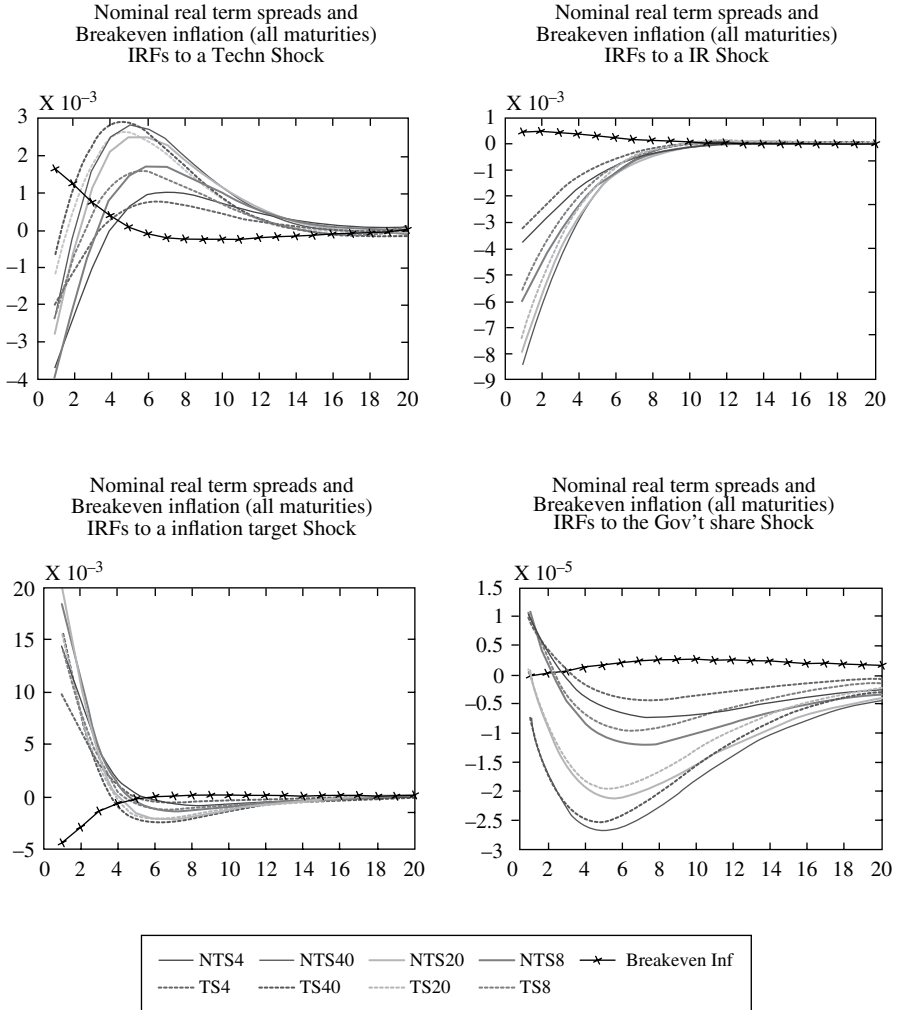 Nominal real term spreads and
Breakeven inflation (all maturities)
IRFs to a Techn Shock
X 10–3
3
2
1
0
–1
–2
–3
–4
0 2 4 6 8 10 12 14 16 18 20
Nominal real term spreads and
Breakeven inflation (all maturities)
IRFs to a IR Shock
X 10–3
1
0
–1
–2
–3
–4
–5
–6
–7
–8
–9
0 2 4 6 8 10 12 14 16 18 20
Nominal real term spreads and
Breakeven inflation (all maturities)
IRFs to a inflation target Shock
X 10–3
20
15
10
5
0
–5
0 2 4 6 8 10 12 14 16 18 20
Nominal real term spreads and
Breakeven inflation (all maturities)
IRFs to the Gov't share Shock
X 10–5
1.5
1
0.5
0
–0.5
–1
–1.5
–2
–2.5
–3
0 2 4 6 8 10 12 14 16 18 20
NTS4 NTS40 NTS20 NTS8 Breakeven Inf
TS4 TS40 TS20 TS8